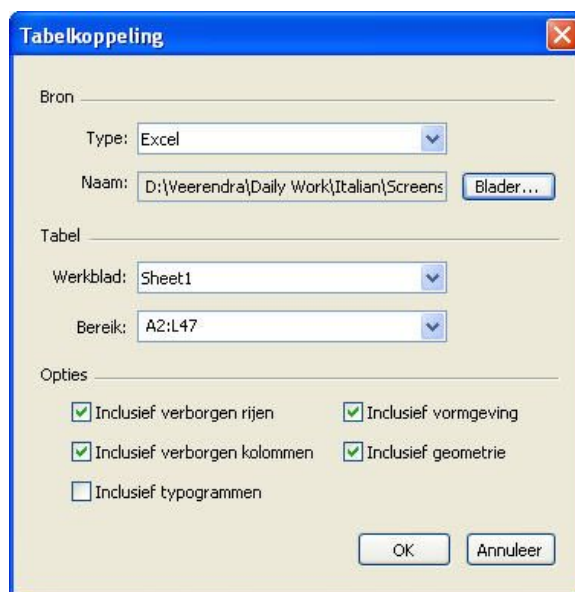 Tabelkoppeling
Bron
Type: Excel
Naam: D:\Veerendra\Daily Work\Italian\Screens Blader...
Tabel
Werkblad: Sheet1
Bereik: A2:L47
Opties
Inclusief verborgen rijen Inclusief vormgeving
Inclusief verborgen kolommen Inclusief geometrie
Inclusief typogrammen
OK Annuleer